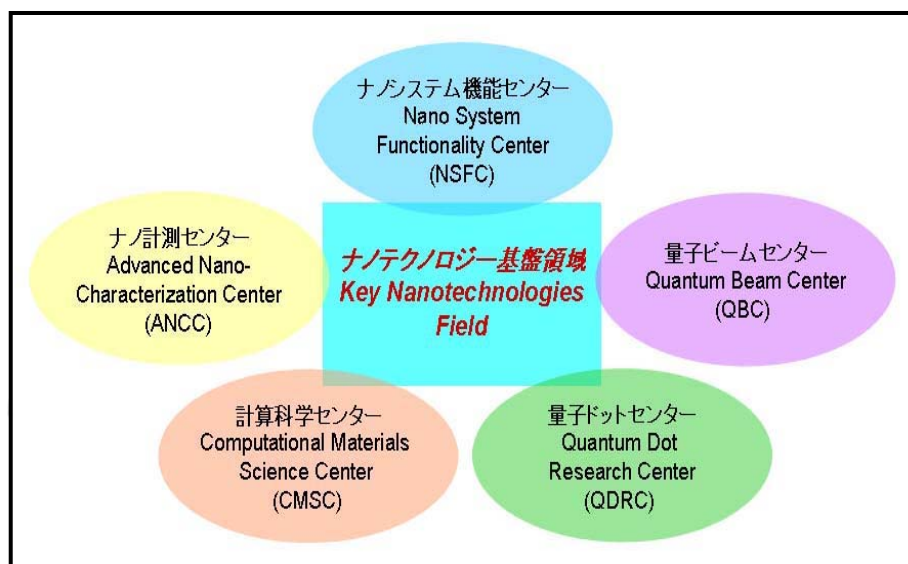 ナノシステム機能センター
Nano System
Functionality Center
(NSFC)
ナノ計測センター
Advanced Nano-
Characterization Center
(ANCC)
ナノテクノロジー基盤領域
Key Nanotechnologies
Field
量子ビームセンター
Quantum Beam Center
(QBC)
計算科学センター
Computational Materials
Science Center
(CMSC)
量子ドットセンター
Quantum Dot
Research Center
(QDRC)